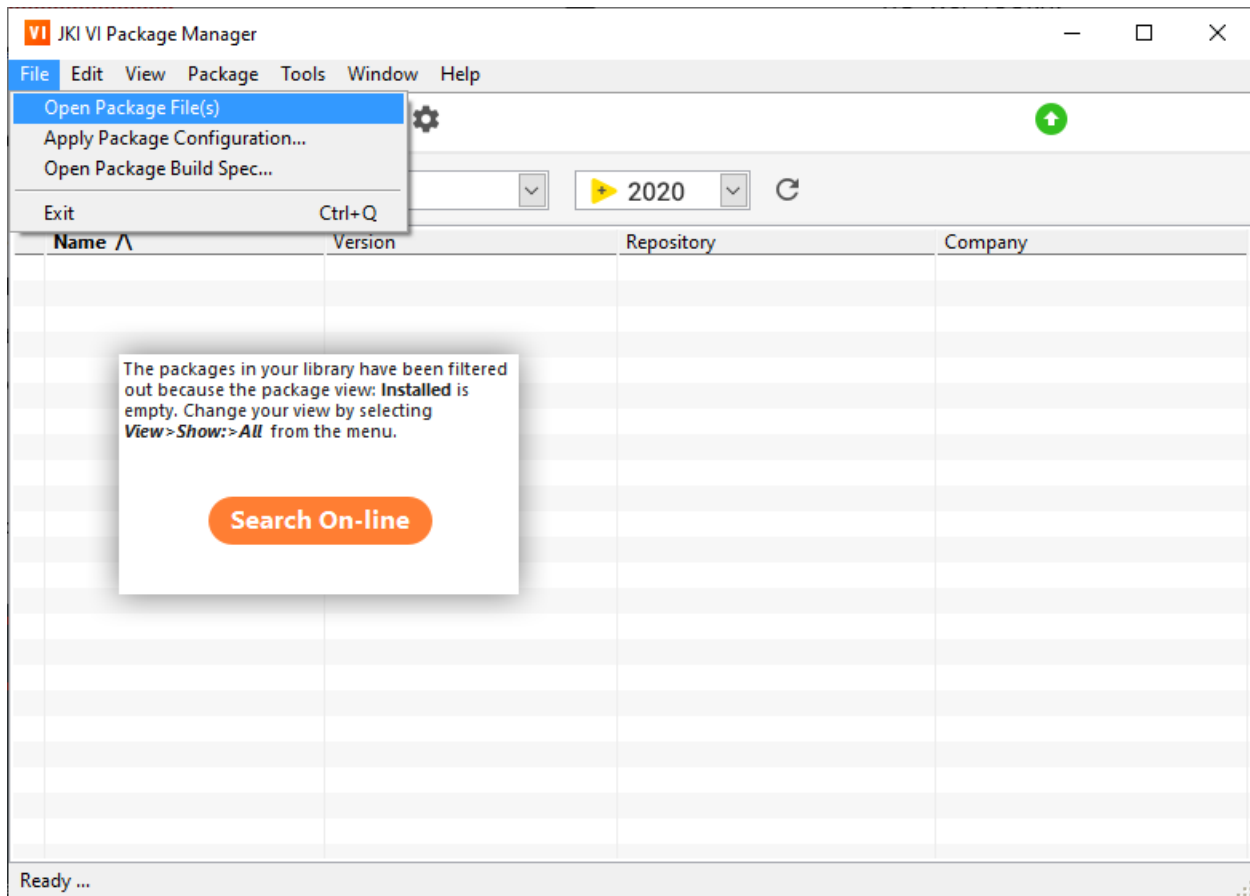 VI JKI VI Package Manager
File Edit View Package Tools Window Help
Open Package File(s)
Apply Package Configuration...
Open Package Build Spec...
Exit Ctrl+Q
2020
Name Version Repository Company
The packages in your library have been filtered
out because the package view: Installed is
empty. Change your view by selecting
View>Show:>All from the menu.
Search On-line
Ready ...